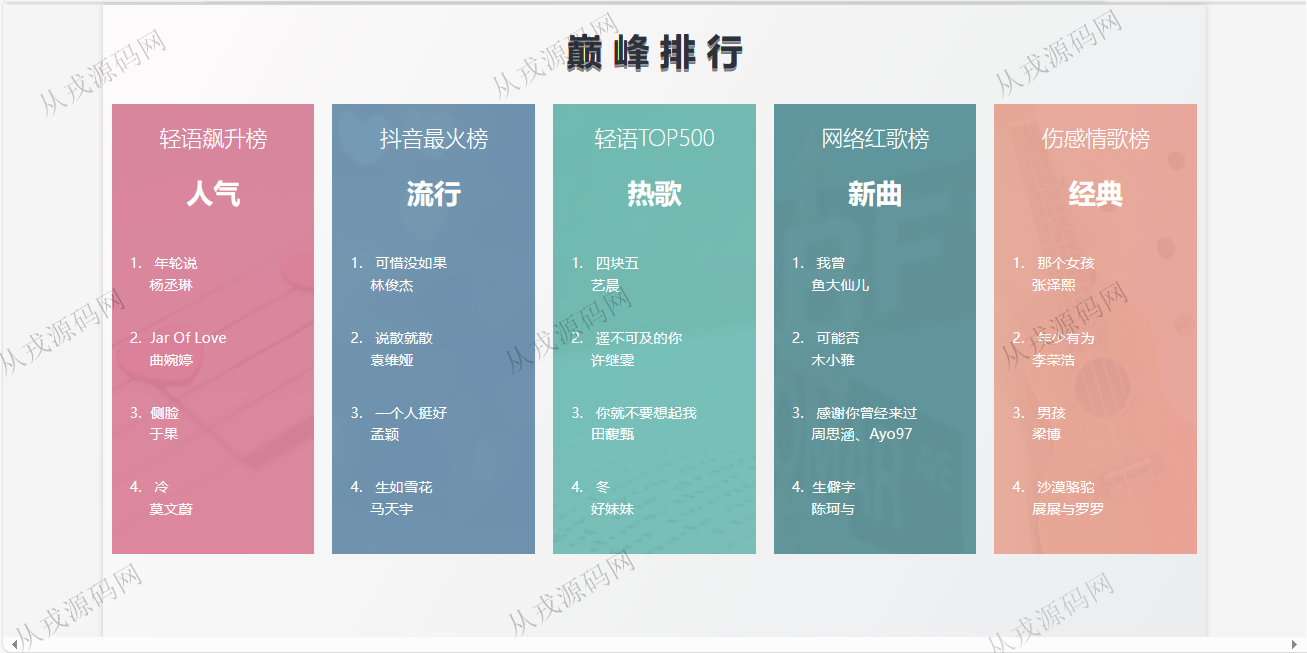 巅峰排行
轻语飙升榜
人气
1. 年轮说
杨丞琳
2. Jar Of Love
曲婉婷
3. 侧脸
于果
4. 冷
莫文蔚
抖音最火榜
流行
1. 可惜没如果
林俊杰
2. 说散就散
袁维娅
3. 一个人挺好
孟颖
4. 生如雪花
马天宇
轻语TOP500
热歌
1. 四块五
艺晨
2. 遥不可及的你
许继雯
3. 你就不要想起我
田馥甄
4. 冬
好妹妹
网络红歌榜
新曲
1. 我曾
鱼大仙儿
2. 可能否
木小雅
3. 感谢你曾经来过
周思涵、Ayo97
4. 生僻字
陈珂与
伤感情歌榜
经典
1. 那个女孩
张泽熙
2. 年少有为
李荣浩
3. 男孩
梁博
4. 沙漠骆驼
展展与罗罗
从戎源码网
从戎源码网
从戎源码网
从戎源码网
从戎源码网
从戎源码网
从戎源码网
从戎源码网
从戎源码网